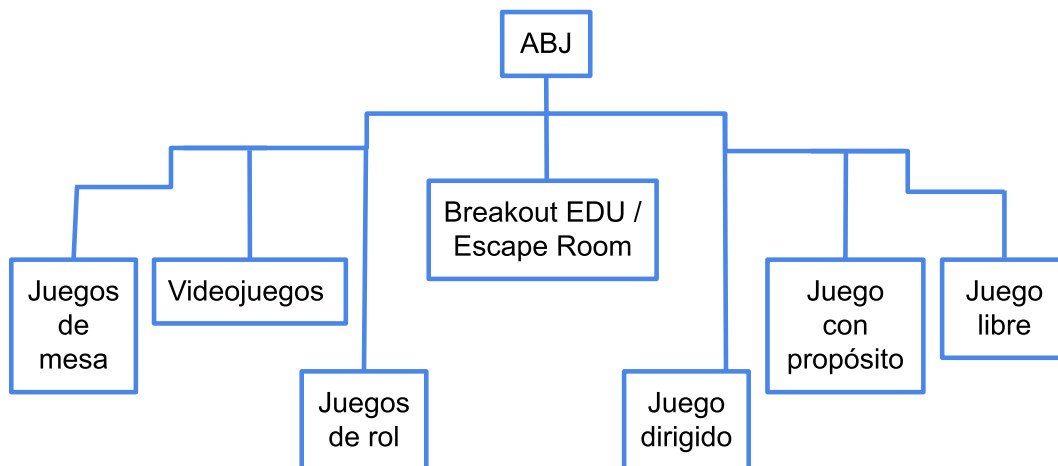 ABJ
Breakout EDU /
Escape Room
Juegos
de
mesa
Videojuegos
Juegos
de rol
Juego
dirigido
Juego
con
propósito
Juego
libre